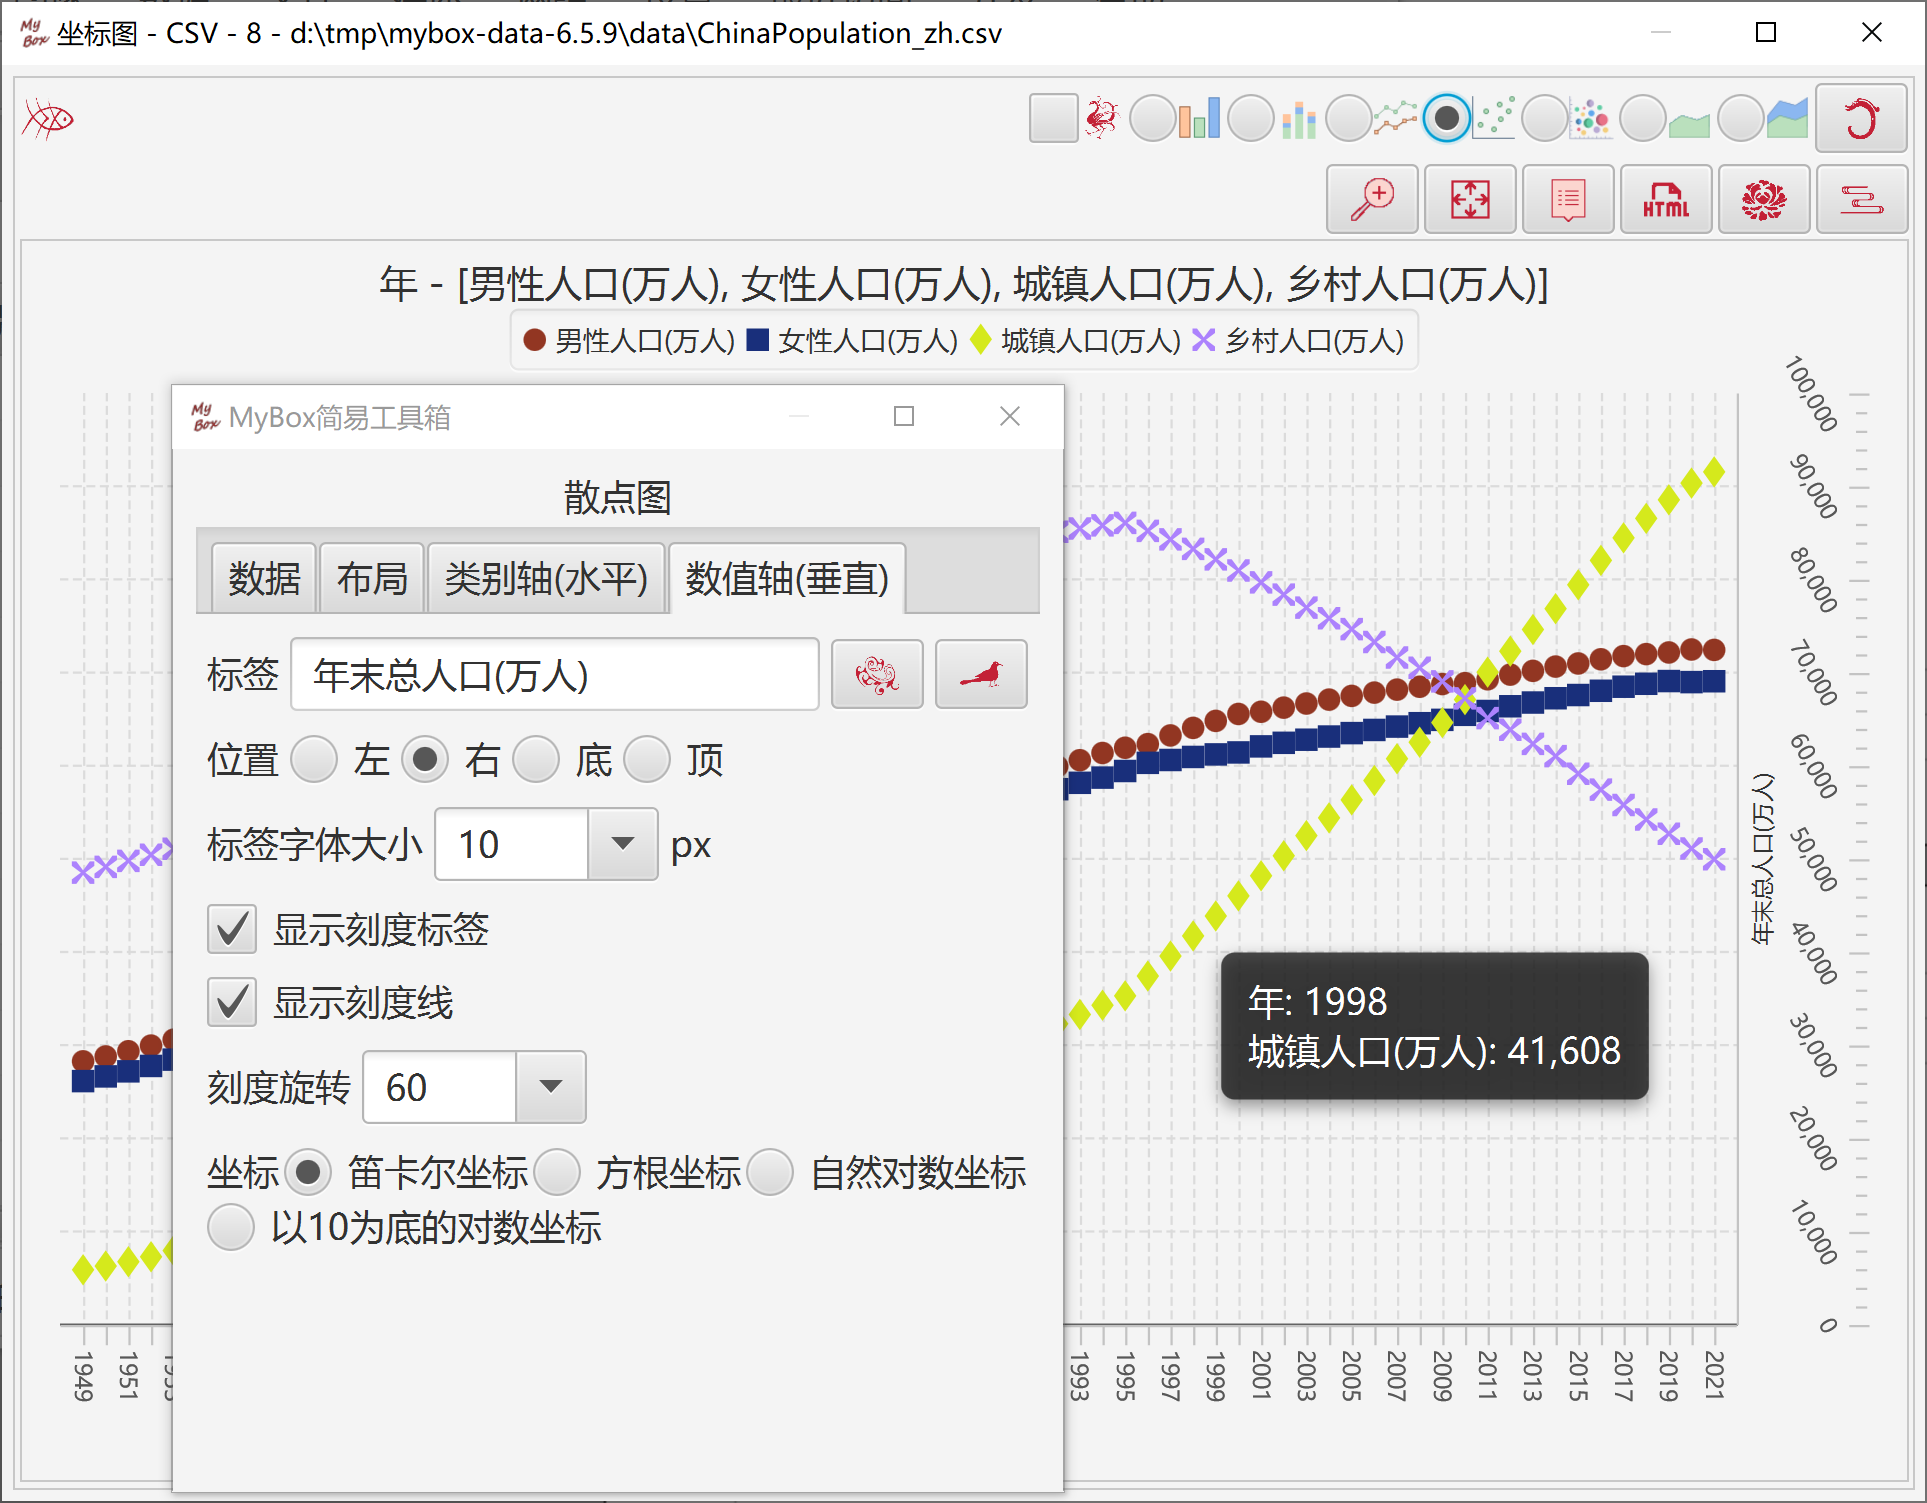 My Box 坐标图 - CSV - 8 - d:\tmp\mybox-data-6.5.9\data\ChinaPopulation_zh.csv
HTML
年 - [男性人口(万人), 女性人口(万人), 城镇人口(万人), 乡村人口(万人)]
男性人口(万人) 女性人口(万人) 城镇人口(万人) 乡村人口(万人)
My Box MyBox简易工具箱
散点图
数据 布局 类别轴(水平) 数值轴(垂直)
标签 年末总人口(万人)
位置 左 右 底 顶
标签字体大小 10 px
显示刻度标签
显示刻度线
刻度旋转 60
坐标 笛卡尔坐标 方根坐标 自然对数坐标
以10为底的对数坐标
年: 1998
城镇人口(万人): 41,608
年末总人口(万人)
100,000
90,000
80,000
70,000
60,000
50,000
40,000
30,000
20,000
10,000
0
1949 1951 1993 1995 1997 1999 2001 2003 2005 2007 2009 2011 2013 2015 2017 2019 2021